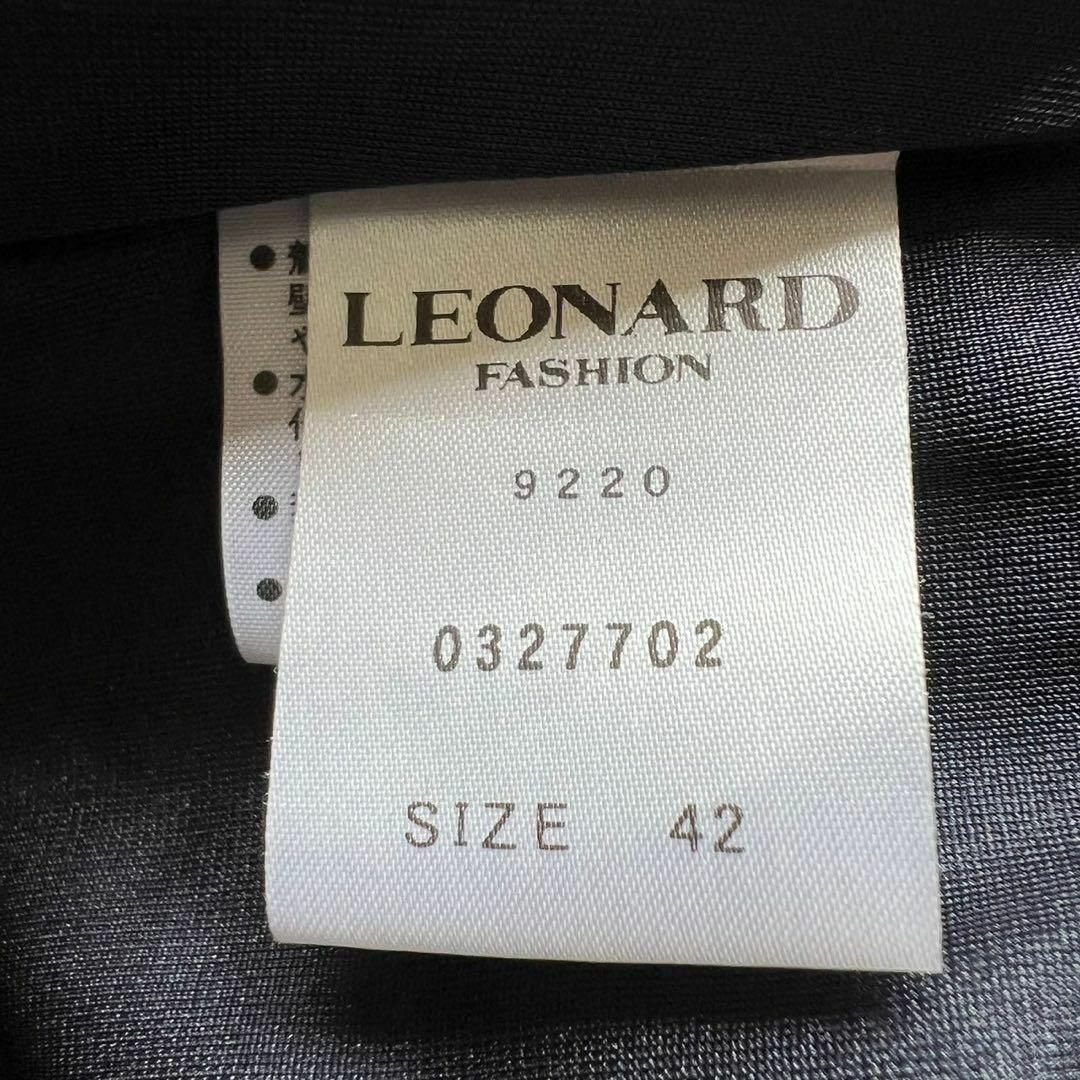 LEONARD
FASHION
9220
0327702
SIZE 42